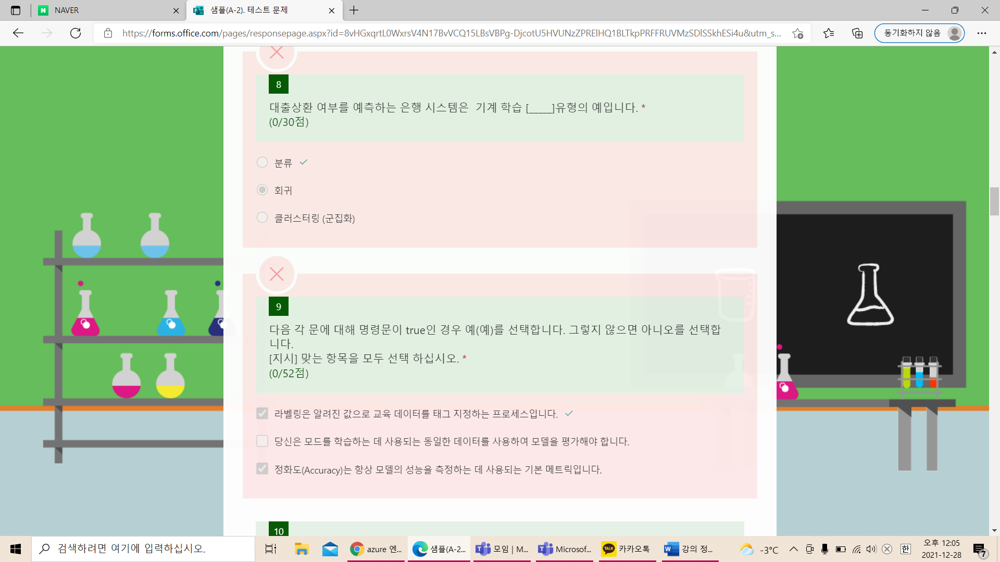 NAVER
샘플(A-2). 테스트 문제
https://forms.office.com/pages/responsepage.aspx?id=8vHGxqrtL0WxrsV4N17BvVCQ15LBsVBPg-DjcotU5HVUNzZPRElHQ1BLTkpPRFFRUVMzSDlSSkhESi4u&utm_s...
동기화하지 않음
8
대출상환 여부를 예측하는 은행 시스템은 기계 학습 [_____]유형의 예입니다. *
(0/30점)
분류
회귀
클러스터링 (군집화)
9
다음 각 문에 대해 명령문이 true인 경우 예(예)를 선택합니다. 그렇지 않으면 아니오를 선택합
니다.
[지시] 맞는 항목을 모두 선택 하십시오. *
(0/52점)
라벨링은 알려진 값으로 교육 데이터를 태그 지정하는 프로세스입니다.
당신은 모드를 학습하는 데 사용되는 동일한 데이터를 사용하여 모델을 평가해야 합니다.
정화도(Accuracy)는 항상 모델의 성능을 측정하는 데 사용되는 기본 메트릭입니다.
10
검색하려면 여기에 입력하십시오.
azure 엔...
샘플(A-2...
모임 | M...
Microsof...
TALK
카카오톡
강의 정...
-3°C
한
오후 12:05
2021-12-28
7